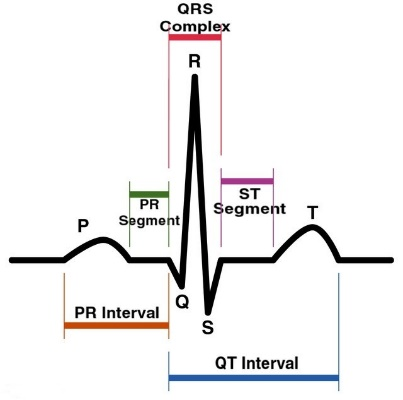 QRS
Complex
R
PR
Segment
ST
Segment
P
T
Q
S
PR Interval
QT Interval